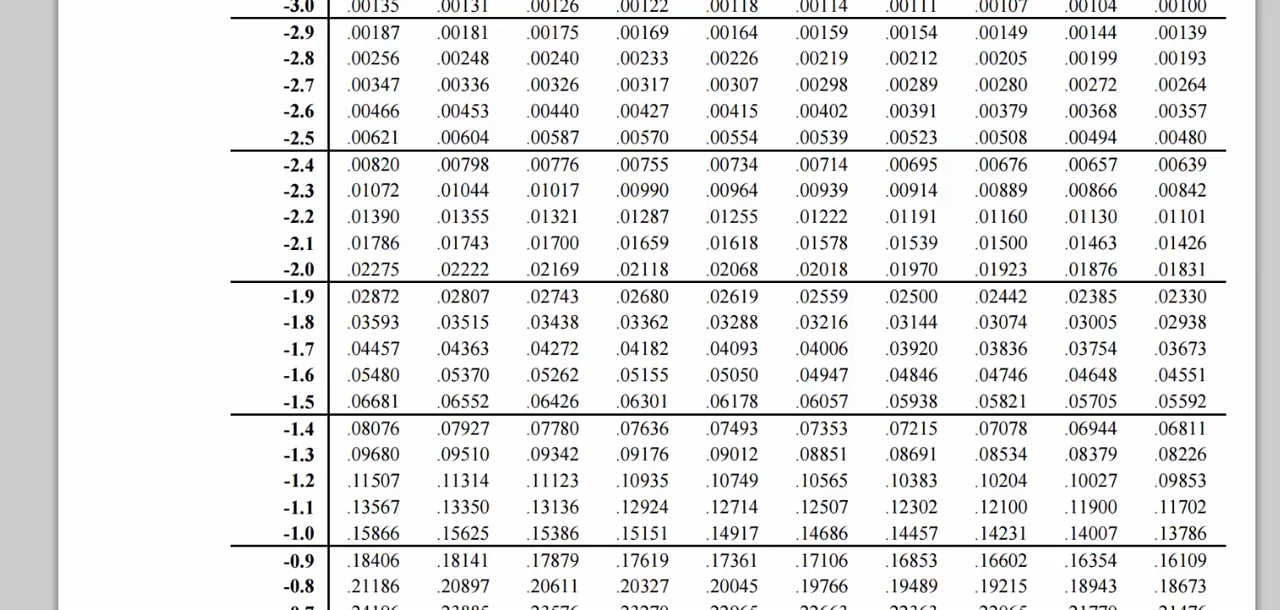 -3.0 .00135 .00131 .00126 .00122 .00118 .00114 .00111 .00107 .00104 .00100
-2.9 .00187 .00181 .00175 .00169 .00164 .00159 .00154 .00149 .00144 .00139
-2.8 .00256 .00248 .00240 .00233 .00226 .00219 .00212 .00205 .00199 .00193
-2.7 .00347 .00336 .00326 .00317 .00307 .00298 .00289 .00280 .00272 .00264
-2.6 .00466 .00453 .00440 .00427 .00415 .00402 .00391 .00379 .00368 .00357
-2.5 .00621 .00604 .00587 .00570 .00554 .00539 .00523 .00508 .00494 .00480
-2.4 .00820 .00798 .00776 .00755 .00734 .00714 .00695 .00676 .00657 .00639
-2.3 .01072 .01044 .01017 .00990 .00964 .00939 .00914 .00889 .00866 .00842
-2.2 .01390 .01355 .01321 .01287 .01255 .01222 .01191 .01160 .01130 .01101
-2.1 .01786 .01743 .01700 .01659 .01618 .01578 .01539 .01500 .01463 .01426
-2.0 .02275 .02222 .02169 .02118 .02068 .02018 .01970 .01923 .01876 .01831
-1.9 .02872 .02807 .02743 .02680 .02619 .02559 .02500 .02442 .02385 .02330
-1.8 .03593 .03515 .03438 .03362 .03288 .03216 .03144 .03074 .03005 .02938
-1.7 .04457 .04363 .04272 .04182 .04093 .04006 .03920 .03836 .03754 .03673
-1.6 .05480 .05370 .05262 .05155 .05050 .04947 .04846 .04746 .04648 .04551
-1.5 .06681 .06552 .06426 .06301 .06178 .06057 .05938 .05821 .05705 .05592
-1.4 .08076 .07927 .07780 .07636 .07493 .07353 .07215 .07078 .06944 .06811
-1.3 .09680 .09510 .09342 .09176 .09012 .08851 .08691 .08534 .08379 .08226
-1.2 .11507 .11314 .11123 .10935 .10749 .10565 .10383 .10204 .10027 .09853
-1.1 .13567 .13350 .13136 .12924 .12714 .12507 .12302 .12100 .11900 .11702
-1.0 .15866 .15625 .15386 .15151 .14917 .14686 .14457 .14231 .14007 .13786
-0.9 .18406 .18141 .17879 .17619 .17361 .17106 .16853 .16602 .16354 .16109
-0.8 .21186 .20897 .20611 .20327 .20045 .19766 .19489 .19215 .18943 .18673